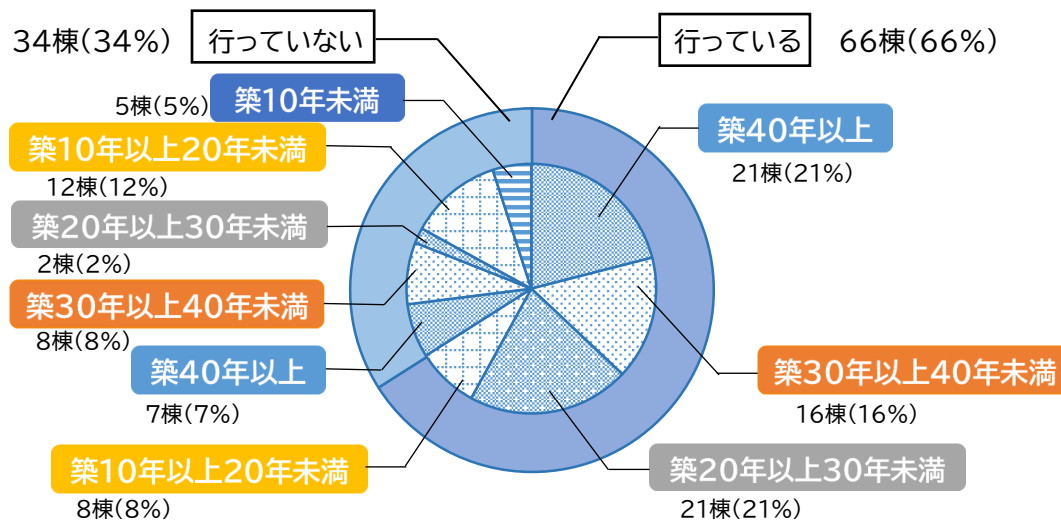 34棟(34%)
行っていない
行っている
66棟(66%)
築10年未満
5棟(5%)
築10年以上20年未満
12棟(12%)
築20年以上30年未満
2棟(2%)
築30年以上40年未満
8棟(8%)
築40年以上
7棟(7%)
築10年以上20年未満
8棟(8%)
築40年以上
21棟(21%)
築30年以上40年未満
16棟(16%)
築20年以上30年未満
21棟(21%)